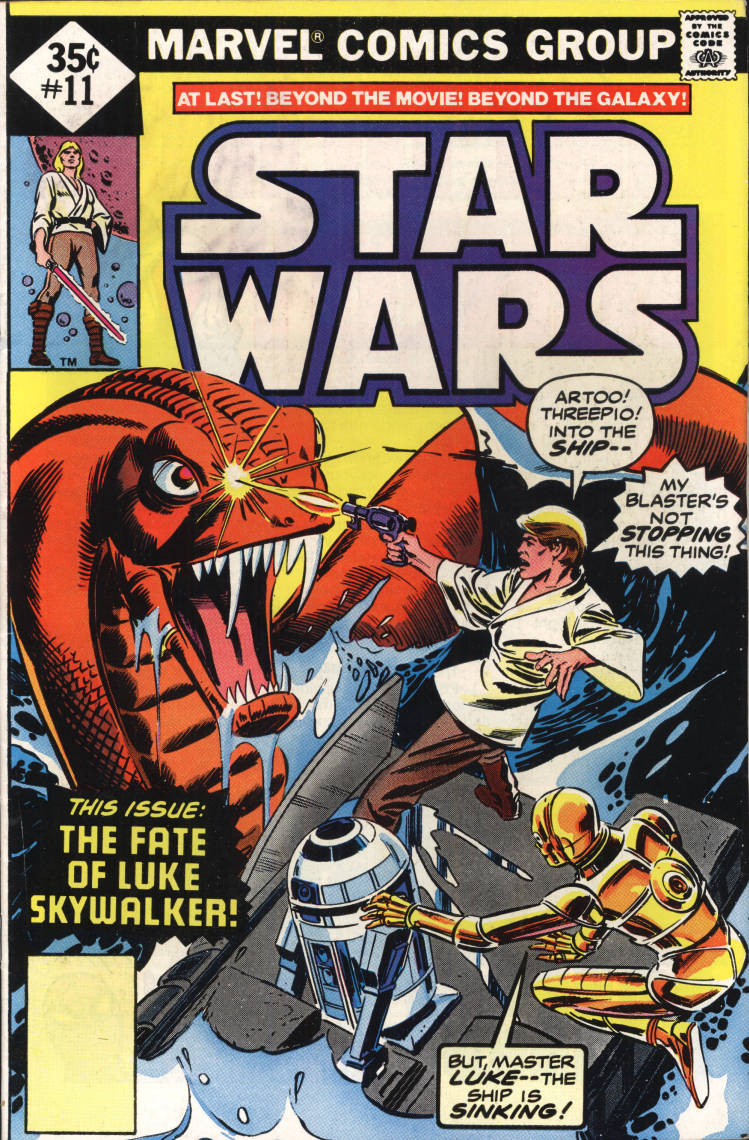 35¢
#11
MARVEL® COMICS GROUP
APPROVED
BY THE
COMICS
CODE
AUTHORITY
AT LAST! BEYOND THE MOVIE! BEYOND THE GALAXY!
STAR
WARS
TM
ARTOO!
THREEPIO!
INTO THE
SHIP--
MY
BLASTER'S
NOT
STOPPING
THIS THING!
THIS ISSUE:
THE FATE
OF LUKE
SKYWALKER!
BUT, MASTER
LUKE--THE
SHIP IS
SINKING!